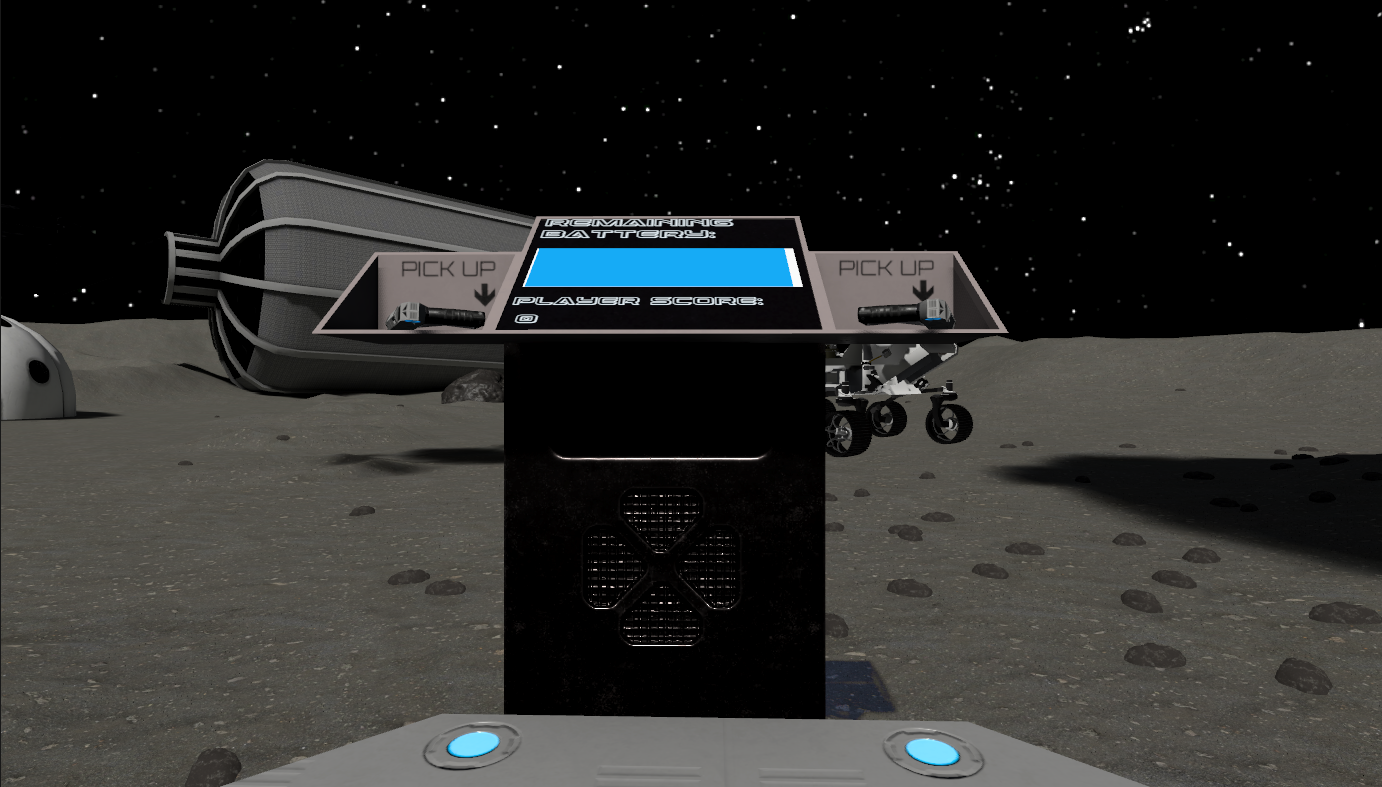 REMAINING
BATTERY:
PICK UP
PICK UP
PLAYER SCORE:
0